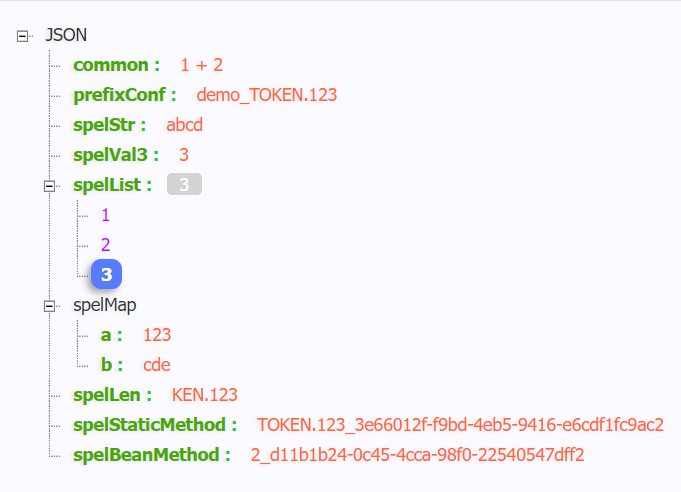 JSON
common : 1 + 2
prefixConf : demo_TOKEN.123
spelStr : abcd
spelVal3 : 3
spelList : 3
1
2
3
spelMap
a : 123
b : cde
spelLen : KEN.123
spelStaticMethod : TOKEN.123_3e66012f-f9bd-4eb5-9416-e6cdf1fc9ac2
spelBeanMethod : 2_d11b1b24-0c45-4cca-98f0-22540547dff2